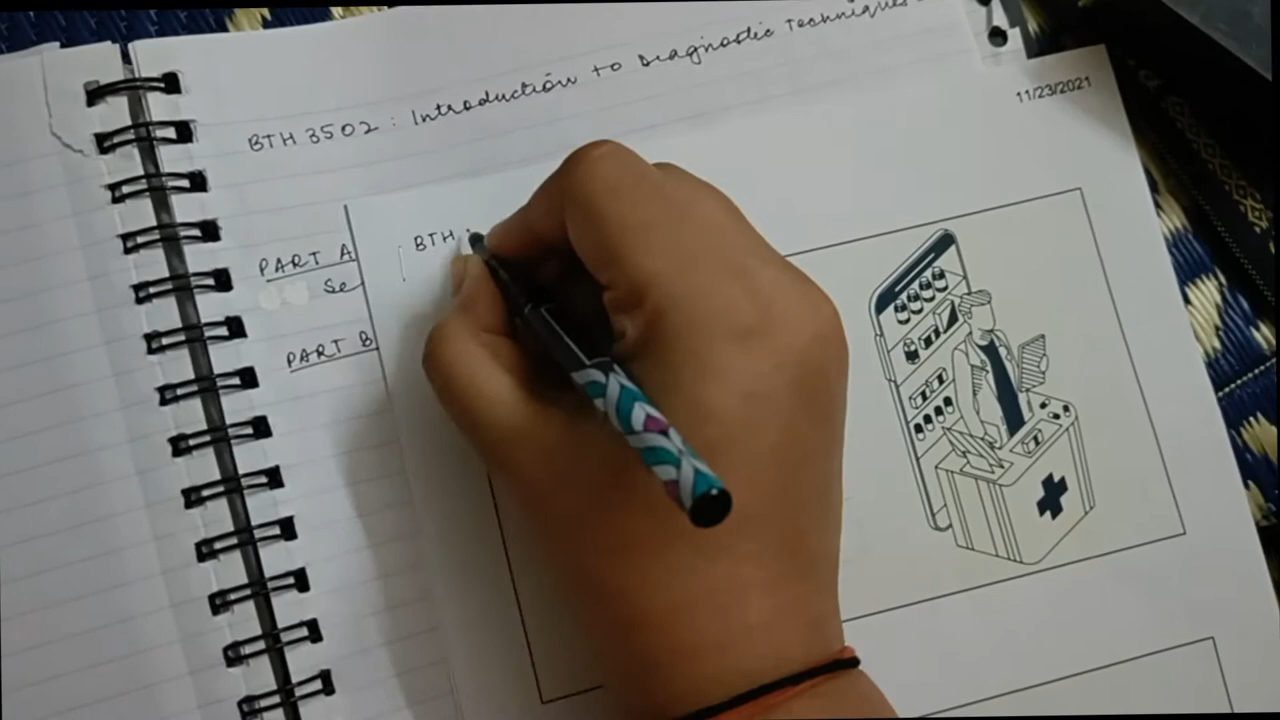 BTH 3502 : Introduction to Diagnostic Techniques
11/23/2021
PART A
BTH
Se
PART B